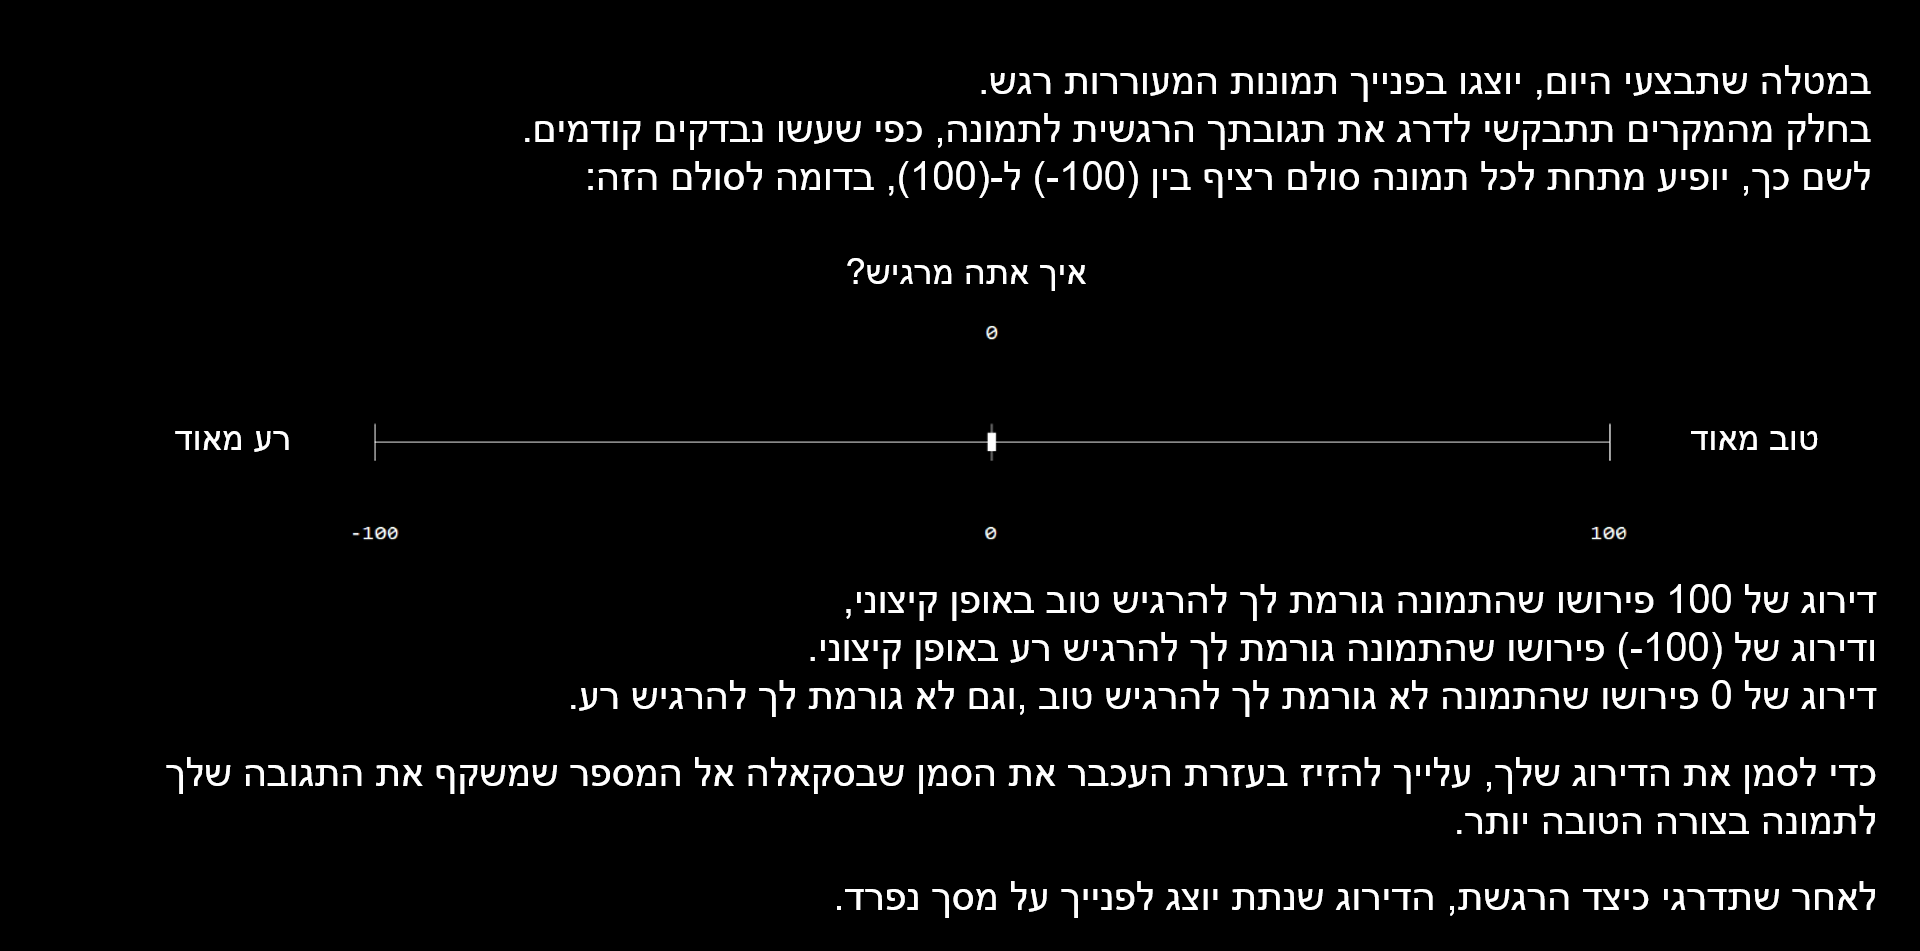 במטלה שתבצעי היום, יוצגו בפנייך תמונות המעוררות רגש.
בחלק מהמקרים תתבקשי לדרג את תגובתך הרגשית לתמונה, כפי שעשו נבדקים קודמים.
לשם כך, יופיע מתחת לכל תמונה סולם רציף בין (100-) ל-(100), בדומה לסולם הזה:
איך אתה מרגיש?
0
טוב מאוד
רע מאוד
-100 0 100
דירוג של 100 פירושו שהתמונה גורמת לך להרגיש טוב באופן קיצוני,
ודירוג של (100-) פירושו שהתמונה גורמת לך להרגיש רע באופן קיצוני.
דירוג של 0 פירושו שהתמונה לא גורמת לך להרגיש טוב ,וגם לא גורמת לך להרגיש רע.
כדי לסמן את הדירוג שלך, עלייך להזיז בעזרת העכבר את הסמן שבסקאלה אל המספר שמשקף את התגובה שלך
לתמונה בצורה הטובה יותר.
לאחר שתדרגי כיצד הרגשת, הדירוג שנתת יוצג לפנייך על מסך נפרד.